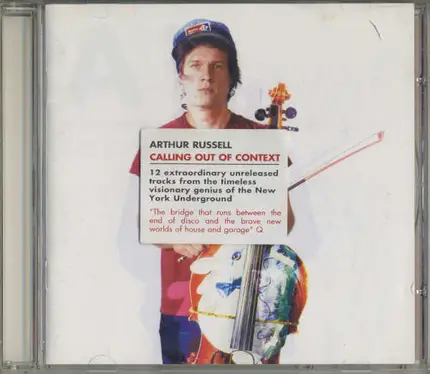 ARTHUR RUSSELL
CALLING OUT OF CONTEXT
12 extraordinary unreleased
tracks from the timeless
visionary genius of the New
York Underground
"The bridge that runs between the
end of disco and the brave new
worlds of house and garage" Q